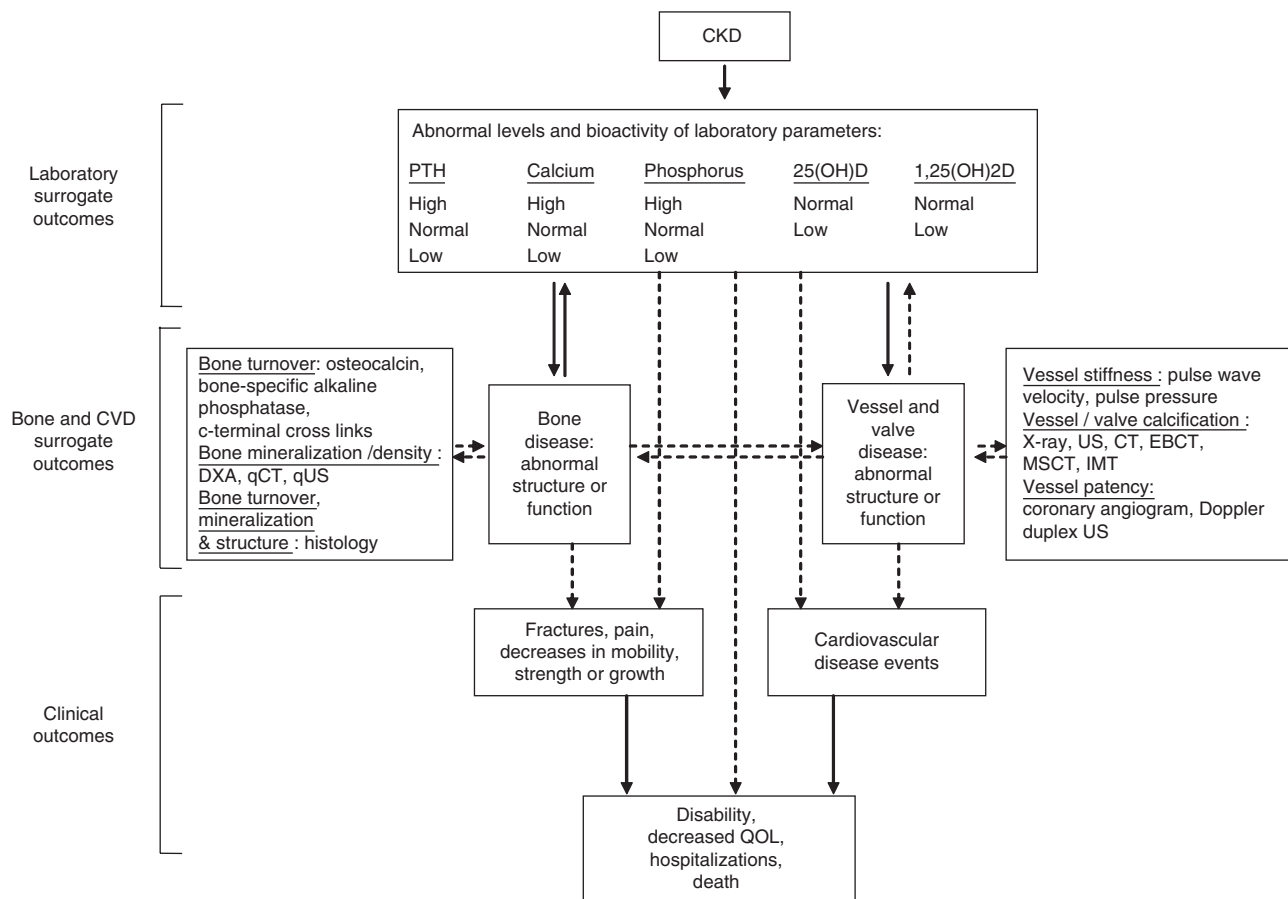 CKD
Abnormal levels and bioactivity of laboratory parameters:
PTH Calcium Phosphorus 25(OH)D 1,25(OH)2D
High High High Normal Normal
Normal Normal Normal Low Low
Low Low Low
Laboratory
surrogate
outcomes
Bone and CVD
surrogate
outcomes
Bone turnover: osteocalcin,
bone-specific alkaline
phosphatase,
c-terminal cross links
Bone mineralization /density :
DXA, qCT, qUS
Bone turnover,
mineralization
& structure : histology
Bone
disease:
abnormal
structure or
function
Vessel and
valve
disease:
abnormal
structure or
function
Vessel stiffness : pulse wave
velocity, pulse pressure
Vessel / valve calcification :
X-ray, US, CT, EBCT,
MSCT, IMT
Vessel patency:
coronary angiogram, Doppler
duplex US
Clinical
outcomes
Fractures, pain,
decreases in mobility,
strength or growth
Cardiovascular
disease events
Disability,
decreased QOL,
hospitalizations,
death